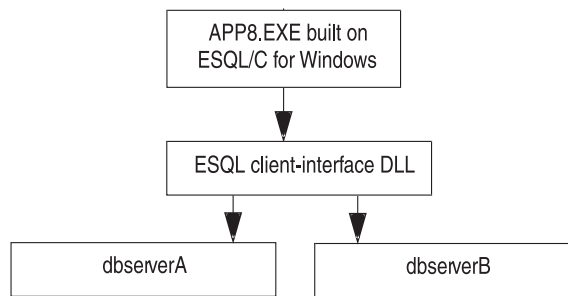 APP8.EXE built on
ESQL/C for Windows
ESQL client-interface DLL
dbserverA
dbserverB